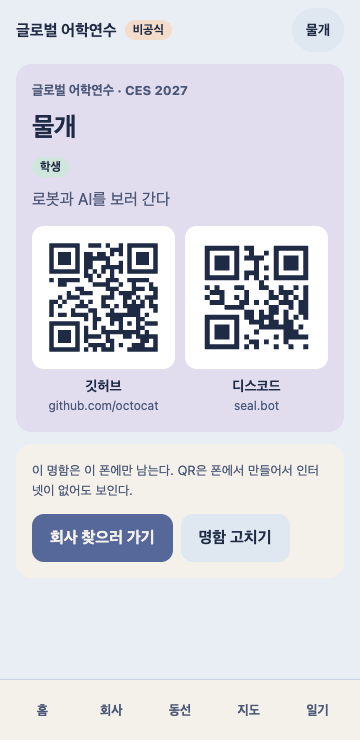 글로벌 어학연수 비공식 물개
글로벌 어학연수 · CES 2027
물개
학생
로봇과 AI를 보러 간다
깃허브 디스코드
github.com/octocat seal.bot
이 명함은 이 폰에만 남는다. QR은 폰에서 만들어서 인터
넷이 없어도 보인다.
회사 찾으러 가기 명함 고치기
홈 회사 동선 지도 일기